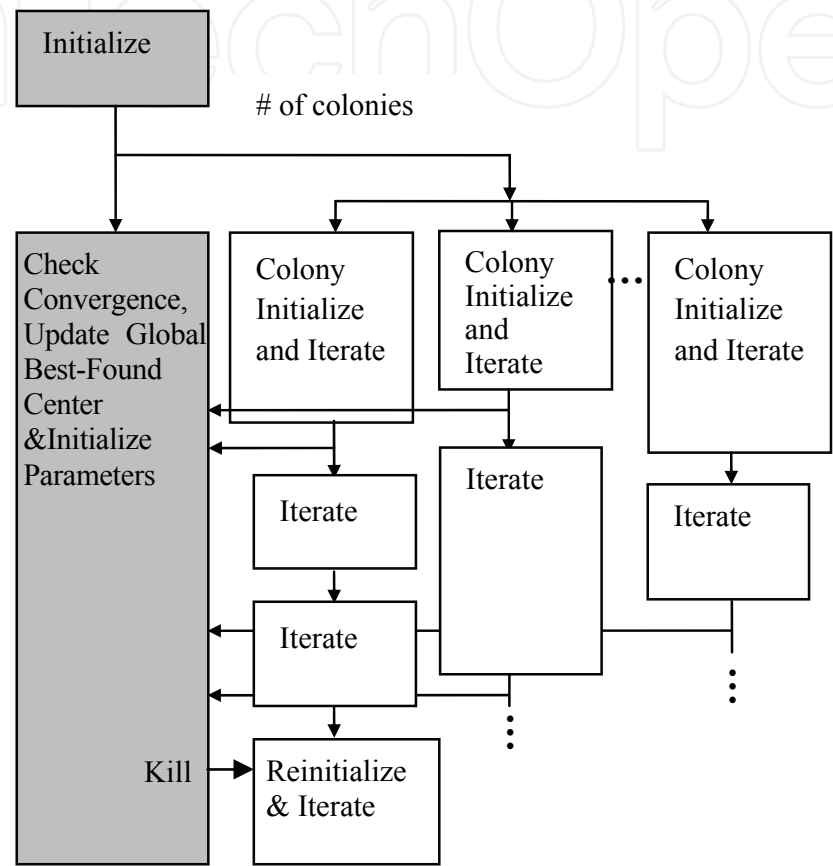 Initialize
# of colonies
Check
Convergence,
Update Global
Best-Found
Center
&Initialize
Parameters
Colony
Initialize
and Iterate
Colony
Initialize
and
Iterate
...
Colony
Initialize
and Iterate
Iterate
Iterate
Iterate
Iterate
Kill
Reinitialize
& Iterate